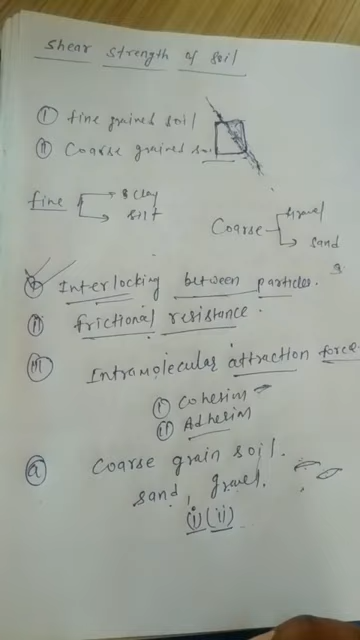 Shear strength of soil
(i) fine grained soil
(ii) Coarse grained soil
fine → clay
→ silt
Coarse - gravel
→ sand
(i) Interlocking between particles.
(ii) frictional resistance.
(iii) Intramolecular attraction force
(i) Cohesion
(ii) Adhesion
(a) Coarse grain soil.
sand, gravel.
(i) (ii)